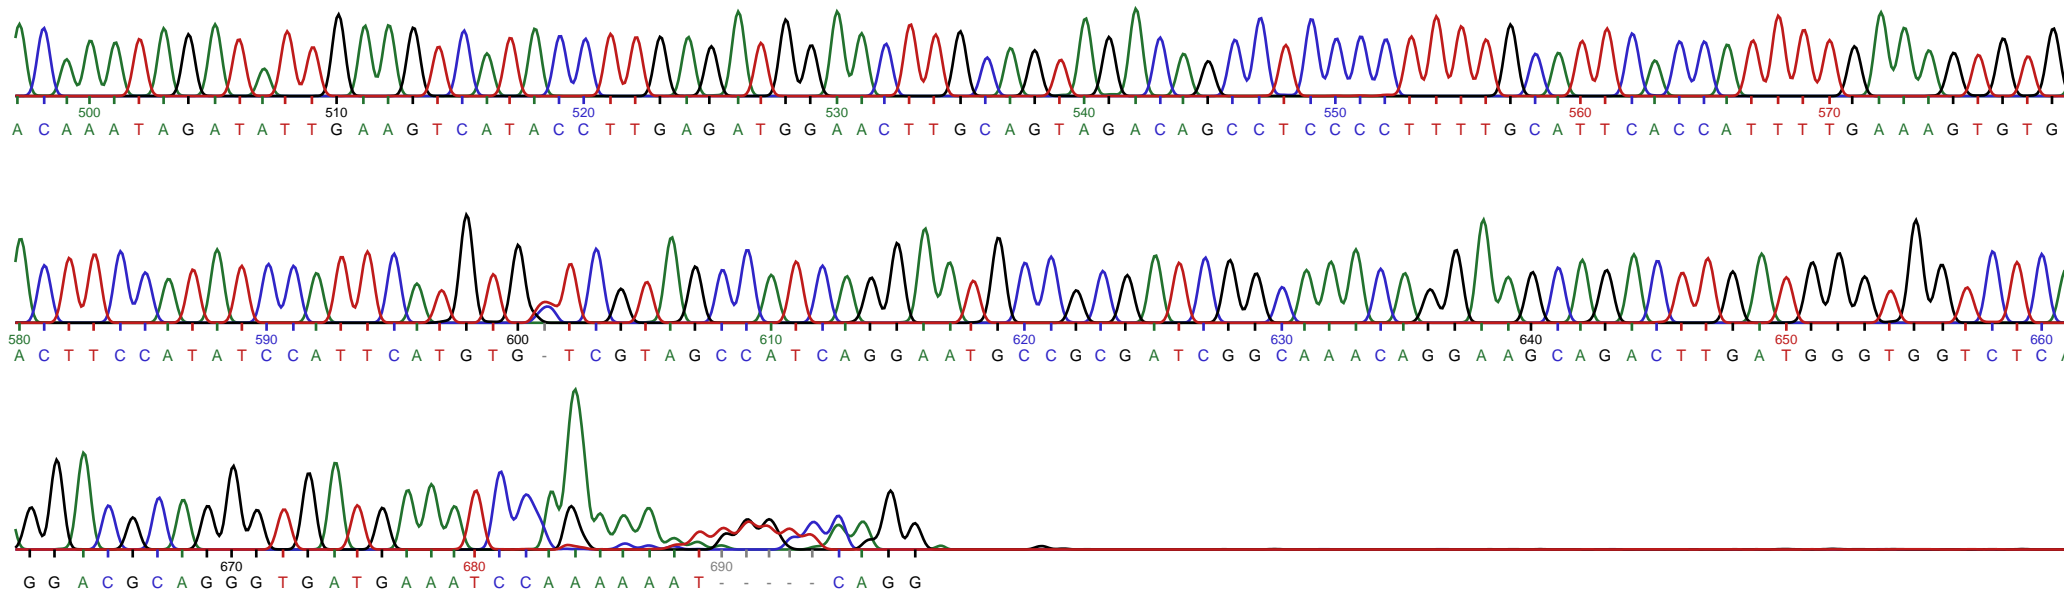 500 510 520 530 540 550 560 570
A C A A A T A G A T A T T G A A G T C A T A C C T T G A G A T G G A A C T T G C A G T A G A C A G C C T C C C C T T T T G C A T T C A C C A T T T T G A A A G T G T G
580 590 600 610 620 630 640 650 660
A C T T C C A T A T C C A T T C A T G T G - T C G T A G C C A T C A G G A A T G C C G C G A T C G G C A A A C A G G A A G C A G A C T T G A T G G G T G G T C T C A
670 680 690
G G A C G C A G G G T G A T G A A A T C C A A A A A A T - - - - - C A G G